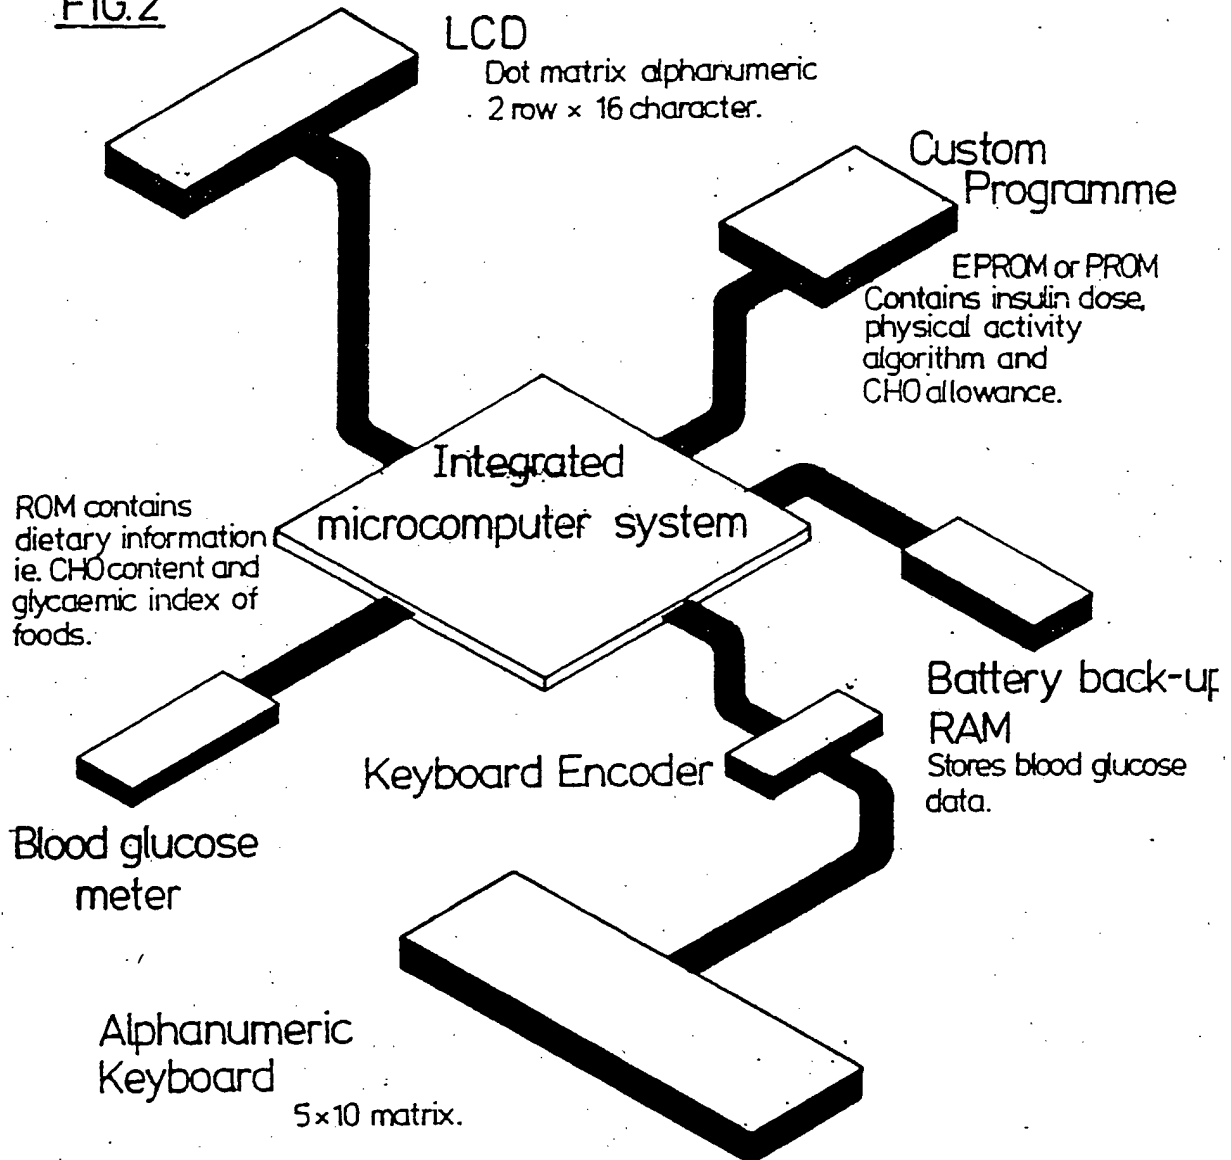 FIG.2
LCD
Dot matrix alphanumeric
2 row × 16 character.
Custom
Programme
EPROM or PROM
Contains insulin dose,
physical activity
algorithm and
CHO allowance.
Integrated
microcomputer system
ROM contains
dietary information
ie. CHO content and
glycaemic index of
foods.
Battery back-up
RAM
Stores blood glucose
data.
Keyboard Encoder
Blood glucose
meter
Alphanumeric
Keyboard
5×10 matrix.